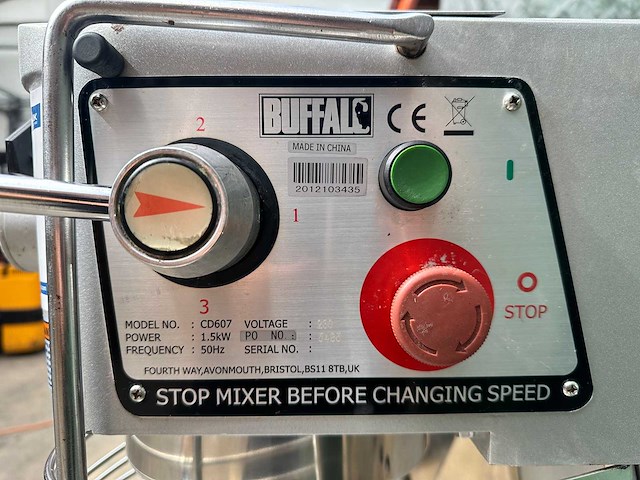 BUFFALO
CE
MADE IN CHINA
2012103435
2
1
3
I
O
STOP
MODEL NO. : CD607 VOLTAGE :
POWER : 1.5kW PO NO. :
FREQUENCY : 50Hz SERIAL NO. :
FOURTH WAY,AVONMOUTH,BRISTOL,BS11 8TB,UK
STOP MIXER BEFORE CHANGING SPEED